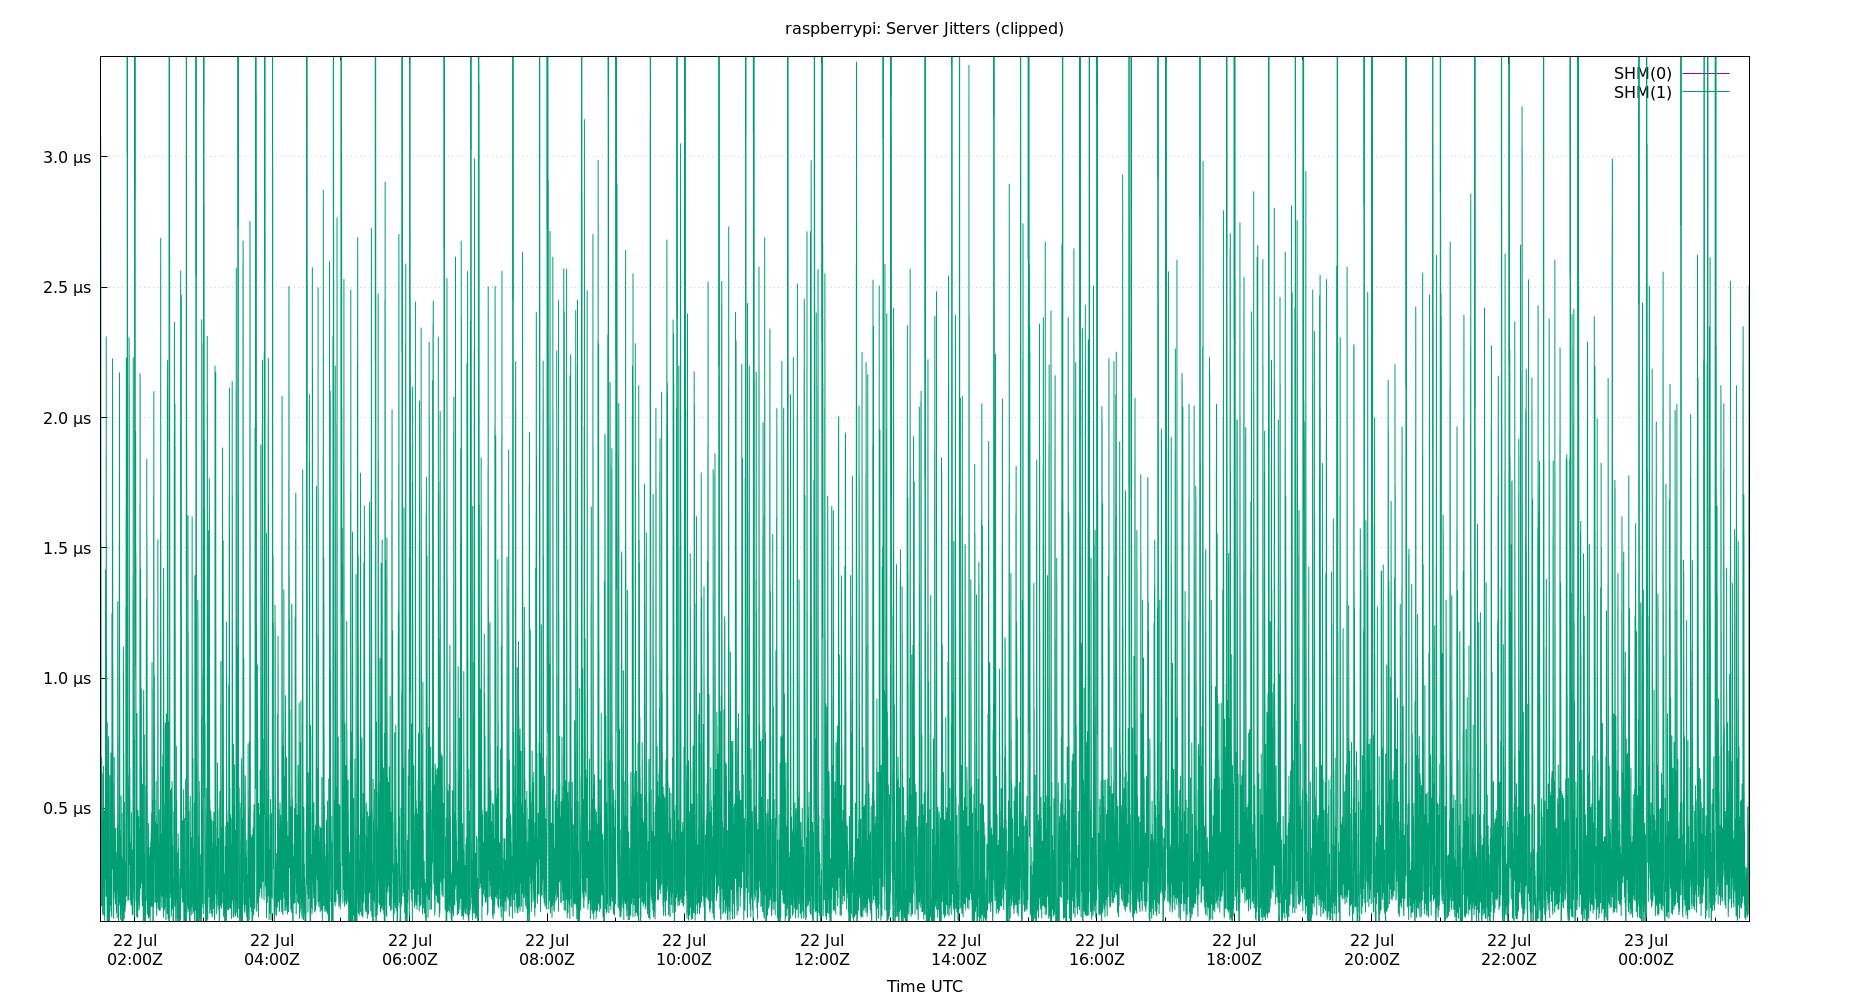 raspberrypi: Server Jitters (clipped)
SHM(0)
SHM(1)
3.0 µs
2.5 µs
2.0 µs
1.5 µs
1.0 µs
0.5 µs
22 Jul 22 Jul 22 Jul 22 Jul 22 Jul 22 Jul 22 Jul 22 Jul 22 Jul 22 Jul 22 Jul 23 Jul
02:00Z 04:00Z 06:00Z 08:00Z 10:00Z 12:00Z 14:00Z 16:00Z 18:00Z 20:00Z 22:00Z 00:00Z
Time UTC